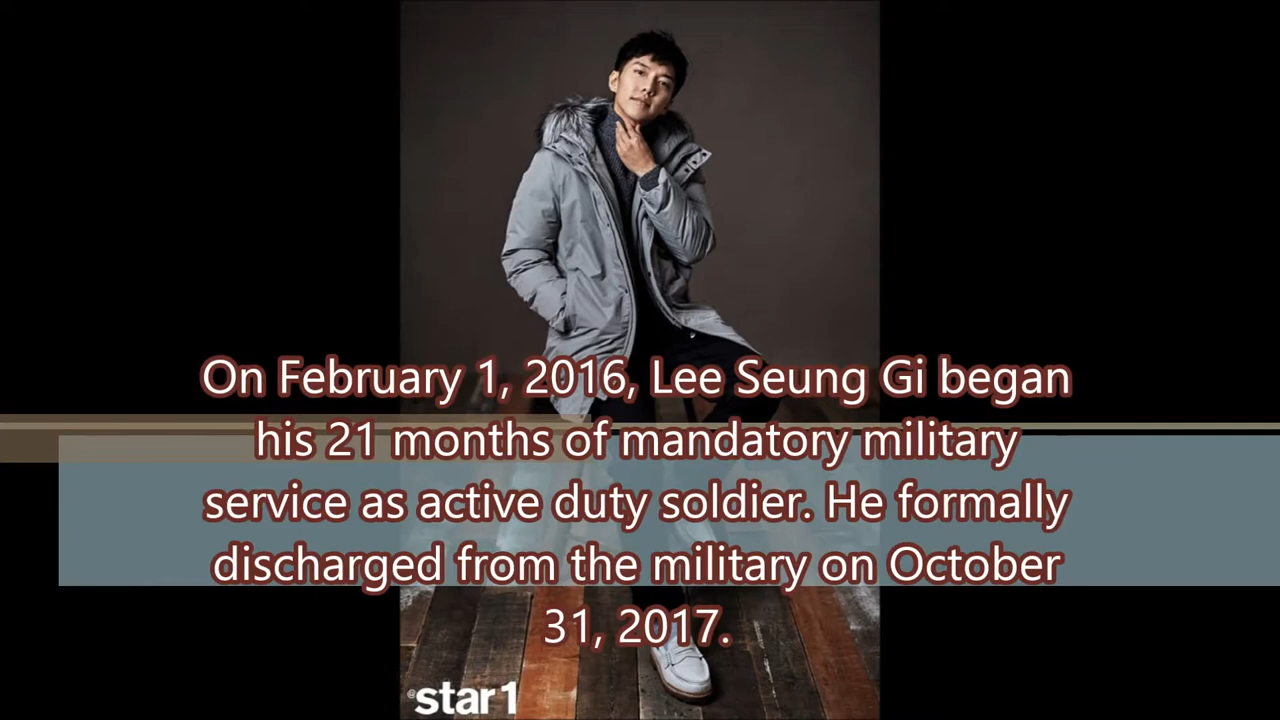 On February 1, 2016, Lee Seung Gi began
his 21 months of mandatory military
service as active duty soldier. He formally
discharged from the military on October
31, 2017.
@star1